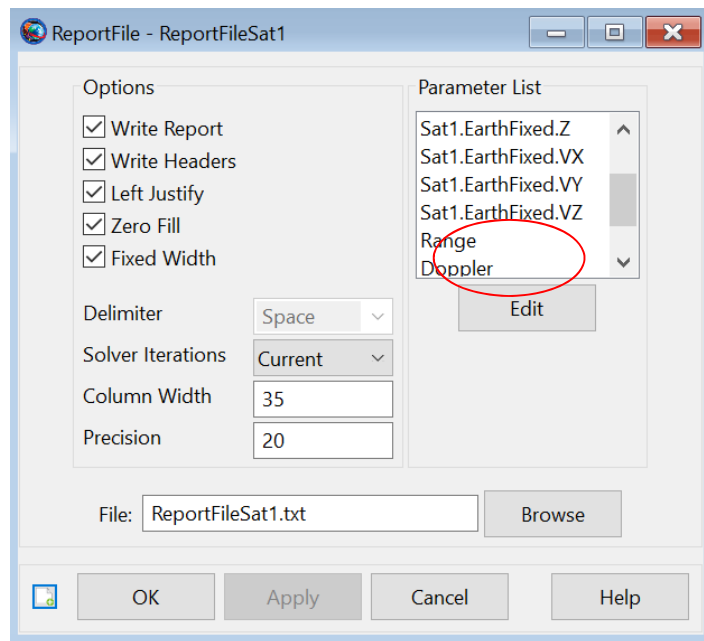 ReportFile - ReportFileSat1
Options
Write Report
Write Headers
Left Justify
Zero Fill
Fixed Width
Delimiter Space
Solver Iterations Current
Column Width 35
Precision 20
Parameter List
Sat1.EarthFixed.Z
Sat1.EarthFixed.VX
Sat1.EarthFixed.VY
Sat1.EarthFixed.VZ
Range
Doppler
Edit
File: ReportFileSat1.txt Browse
OK Apply Cancel Help